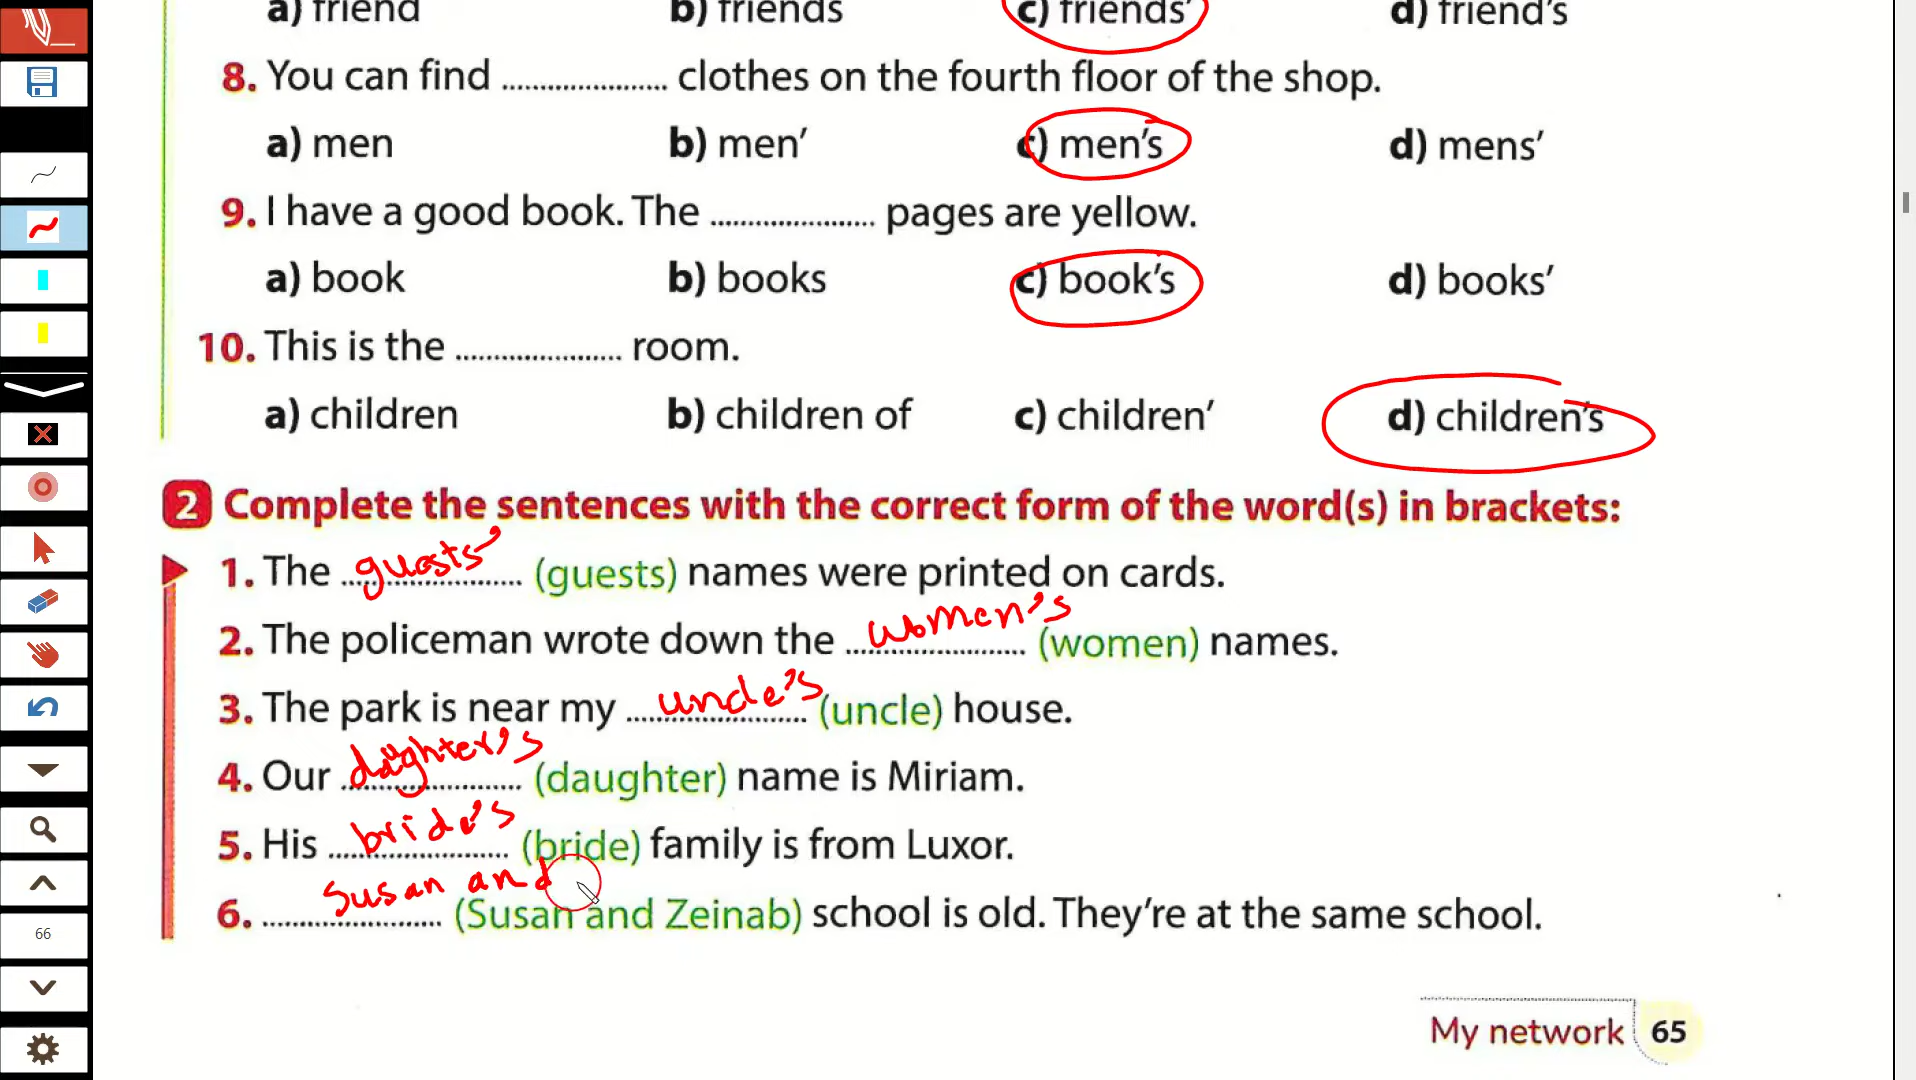 a) friend b) friends c) friends' d) friend's
8. You can find ..................... clothes on the fourth floor of the shop.
a) men b) men' c) men's d) mens'
9. I have a good book. The ..................... pages are yellow.
a) book b) books c) book's d) books'
10. This is the ..................... room.
a) children b) children of c) children' d) children's
2 Complete the sentences with the correct form of the word(s) in brackets:
1. The guests' (guests) names were printed on cards.
2. The policeman wrote down the women's (women) names.
3. The park is near my uncle's (uncle) house.
4. Our daughter's (daughter) name is Miriam.
5. His bride's (bride) family is from Luxor.
6. Susan and (Susan and Zeinab) school is old. They're at the same school.
66
My network 65